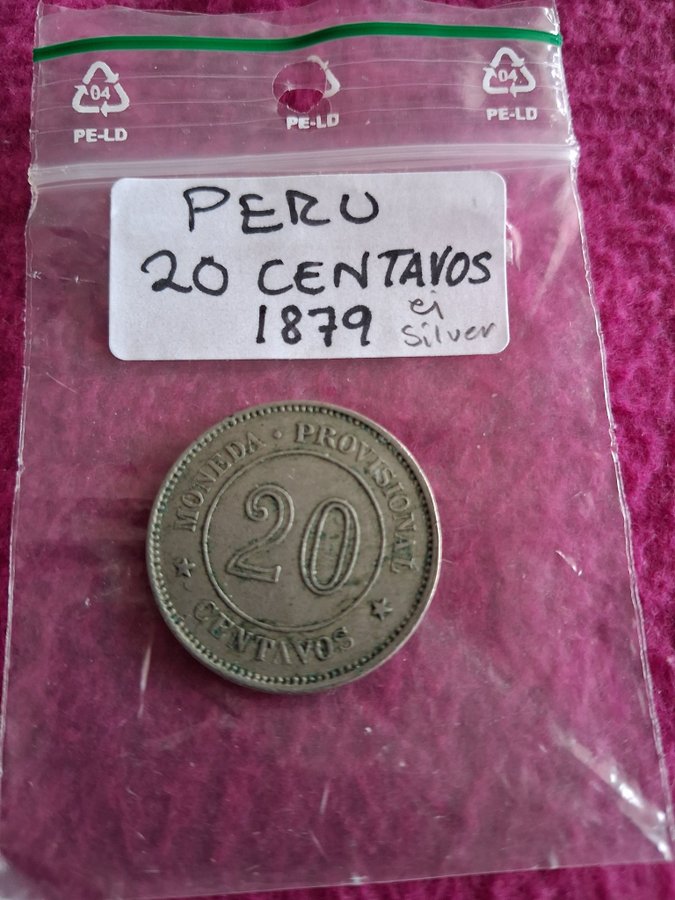 04
04
PE-LD
PE-LD
PE-LD
PERU
20 CENTAVOS
1879 ei
silver
MONEDA · PROVISIONAL
20
CENTAVOS